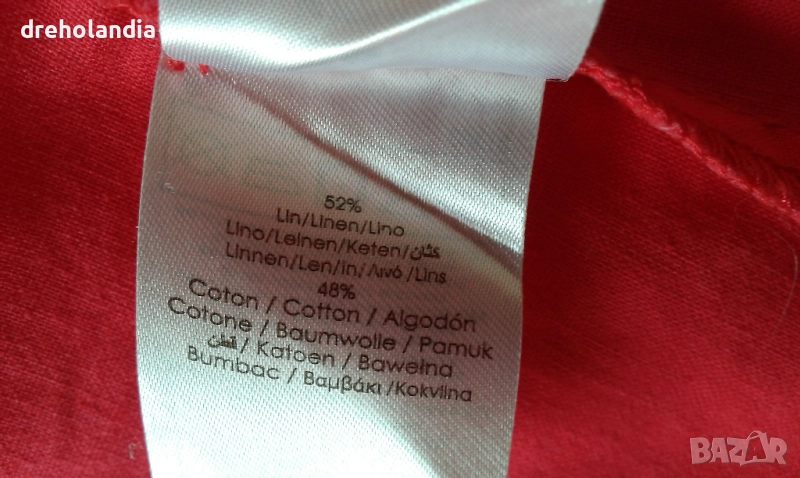 dreholandia
52%
Lin/Linen/Lino
Lino/Leinen/Keten/كتان
Linnen/Len/in/Λινό/Lins
48%
Coton / Cotton / Algodón
Cotone / Baumwolle / Pamuk
قطن/ Katoen / Bawełna
Bumbac / Βαμβάκι /Kokvilna
BAZAR